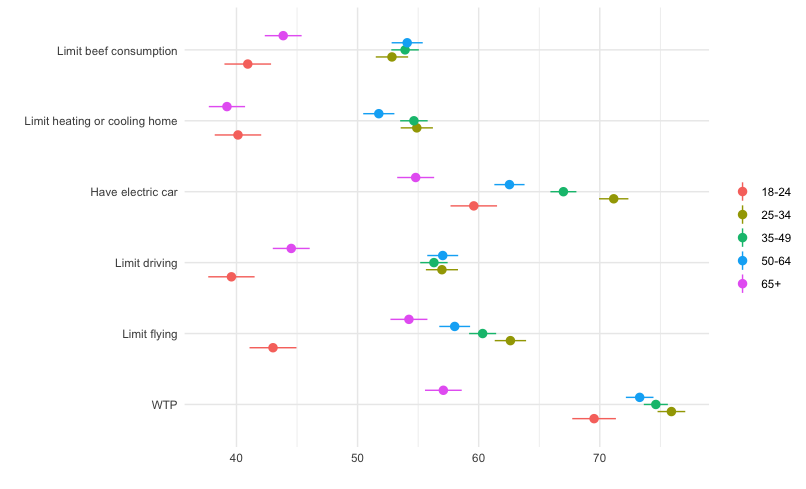 Limit beef consumption
Limit heating or cooling home
Have electric car
Limit driving
Limit flying
WTP
40 50 60 70
18-24
25-34
35-49
50-64
65+